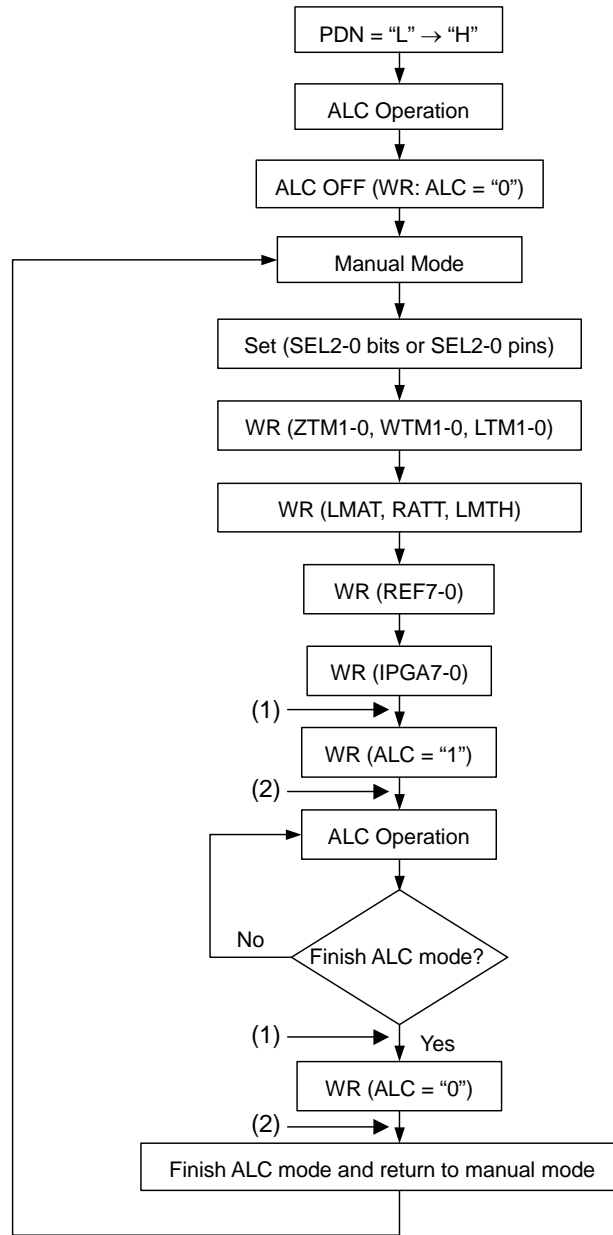 PDN = “L” → “H”
ALC Operation
ALC OFF (WR: ALC = “0”)
Manual Mode
Set (SEL2-0 bits or SEL2-0 pins)
WR (ZTM1-0, WTM1-0, LTM1-0)
WR (LMAT, RATT, LMTH)
WR (REF7-0)
WR (IPGA7-0)
(1)
WR (ALC = “1”)
(2)
ALC Operation
No
Finish ALC mode?
(1)
Yes
WR (ALC = “0”)
(2)
Finish ALC mode and return to manual mode